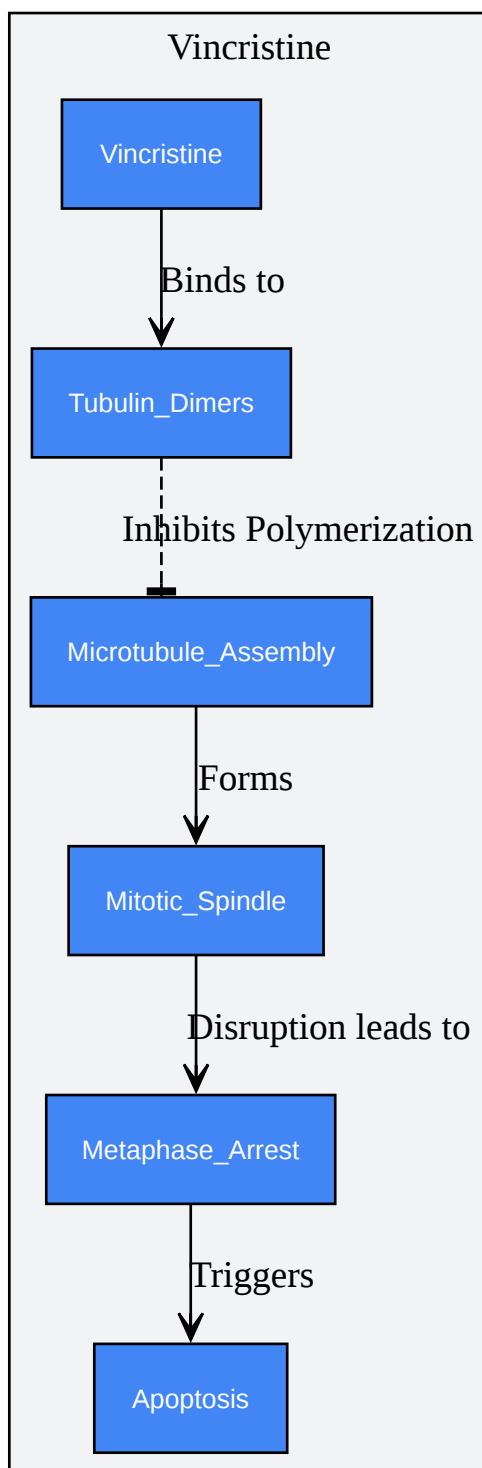 Vincristine
Vincristine
Binds to
Tubulin_Dimers
Inhibits Polymerization
Microtubule_Assembly
Forms
Mitotic_Spindle
Disruption leads to
Metaphase_Arrest
Triggers
Apoptosis